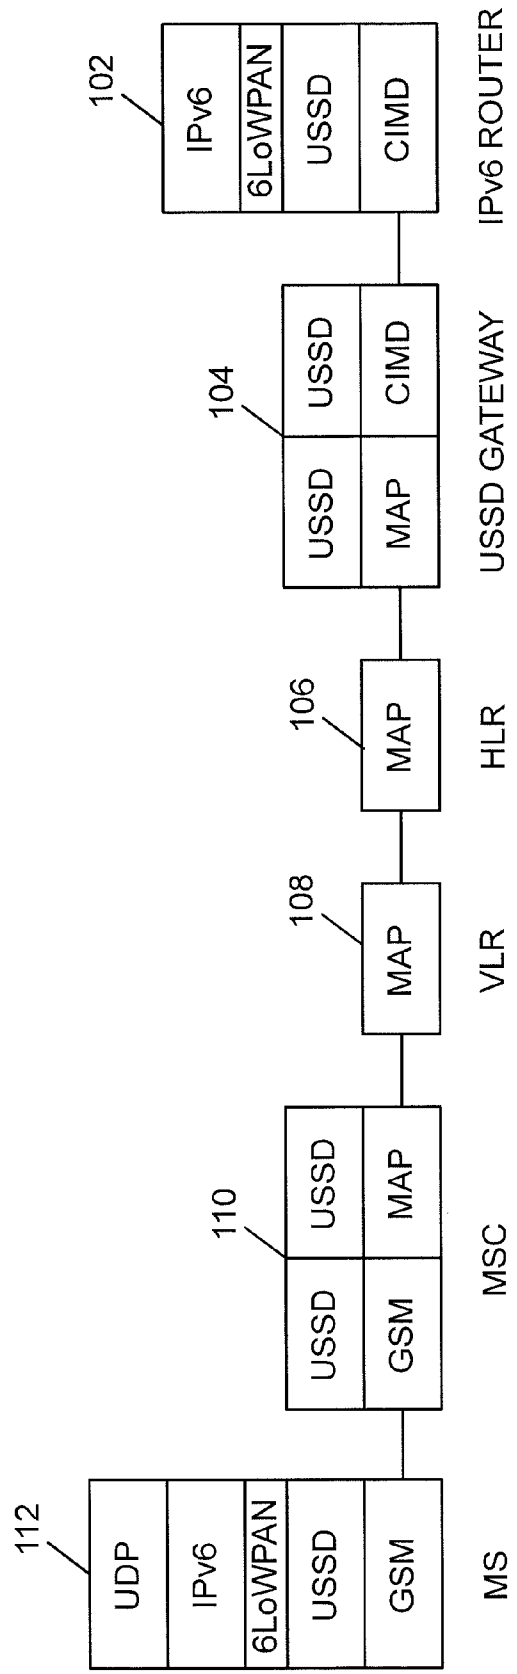 112
UDP
IPv6
6LoWPAN
USSD
GSM
MS
110
USSD
USSD
GSM
MAP
MSC
108
MAP
VLR
106
MAP
HLR
104
USSD
USSD
MAP
CIMD
USSD GATEWAY
102
IPv6
6LoWPAN
USSD
CIMD
IPv6 ROUTER